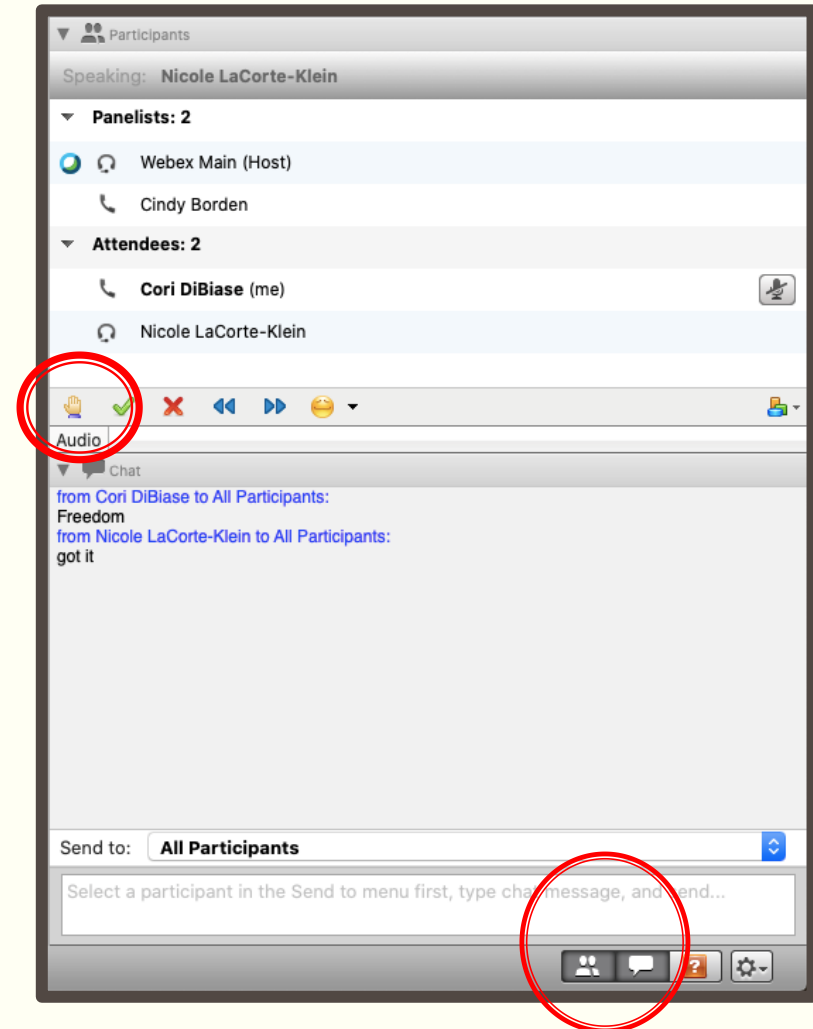 Participants
Speaking: Nicole LaCorte-Klein
Panelists: 2
Webex Main (Host)
Cindy Borden
Attendees: 2
Cori DiBiase (me)
Nicole LaCorte-Klein
Audio
Chat
from Cori DiBiase to All Participants:
Freedom
from Nicole LaCorte-Klein to All Participants:
got it
Send to: All Participants
Select a participant in the Send to menu first, type chat message, and send...
?